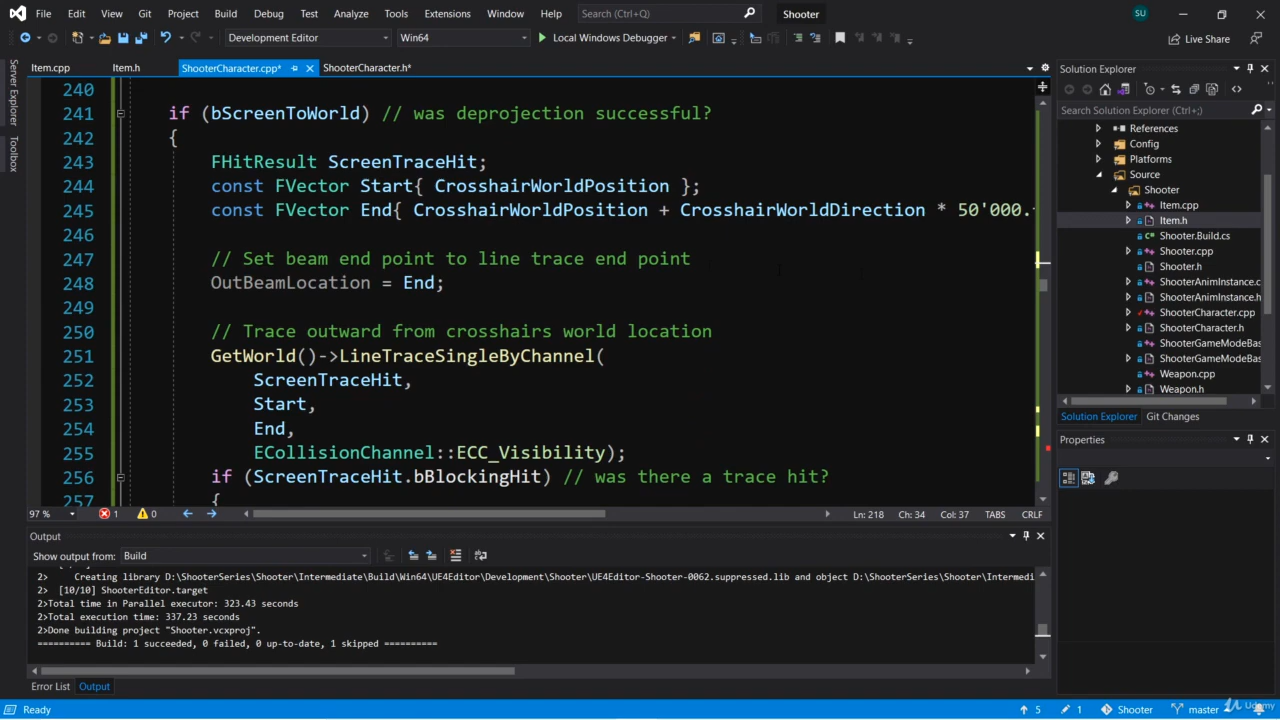 File Edit View Git Project Build Debug Test Analyze Tools Extensions Window Help Search (Ctrl+Q) Shooter SU
Development Editor Win64 Local Windows Debugger Live Share
Server Explorer
Toolbox
Item.cpp Item.h ShooterCharacter.cpp* ShooterCharacter.h*
240
241 if (bScreenToWorld) // was deprojection successful?
242 {
243 FHitResult ScreenTraceHit;
244 const FVector Start{ CrosshairWorldPosition };
245 const FVector End{ CrosshairWorldPosition + CrosshairWorldDirection * 50'000.
246
247 // Set beam end point to line trace end point
248 OutBeamLocation = End;
249
250 // Trace outward from crosshairs world location
251 GetWorld()->LineTraceSingleByChannel(
252 ScreenTraceHit,
253 Start,
254 End,
255 ECollisionChannel::ECC_Visibility);
256 if (ScreenTraceHit.bBlockingHit) // was there a trace hit?
257 {
97 % 1 0 Ln: 218 Ch: 34 Col: 37 TABS CRLF
Output
Show output from: Build
2> Creating library D:\ShooterSeries\Shooter\Intermediate\Build\Win64\UE4Editor\Development\Shooter\UE4Editor-Shooter-0062.suppressed.lib and object D:\ShooterSeries\Shooter\Intermedi
2> [10/10] ShooterEditor.target
2>Total time in Parallel executor: 323.43 seconds
2>Total execution time: 337.23 seconds
2>Done building project "Shooter.vcxproj".
========== Build: 1 succeeded, 0 failed, 0 up-to-date, 1 skipped ==========
Error List Output
Solution Explorer
Search Solution Explorer (Ctrl+;)
References
Config
Platforms
Source
Shooter
Item.cpp
Item.h
Shooter.Build.cs
Shooter.cpp
Shooter.h
ShooterAnimInstance.c
ShooterAnimInstance.h
ShooterCharacter.cpp
ShooterCharacter.h
ShooterGameModeBas
ShooterGameModeBas
Weapon.cpp
Weapon.h
Solution Explorer Git Changes
Properties
Ready 5 1 Shooter master
Udemy